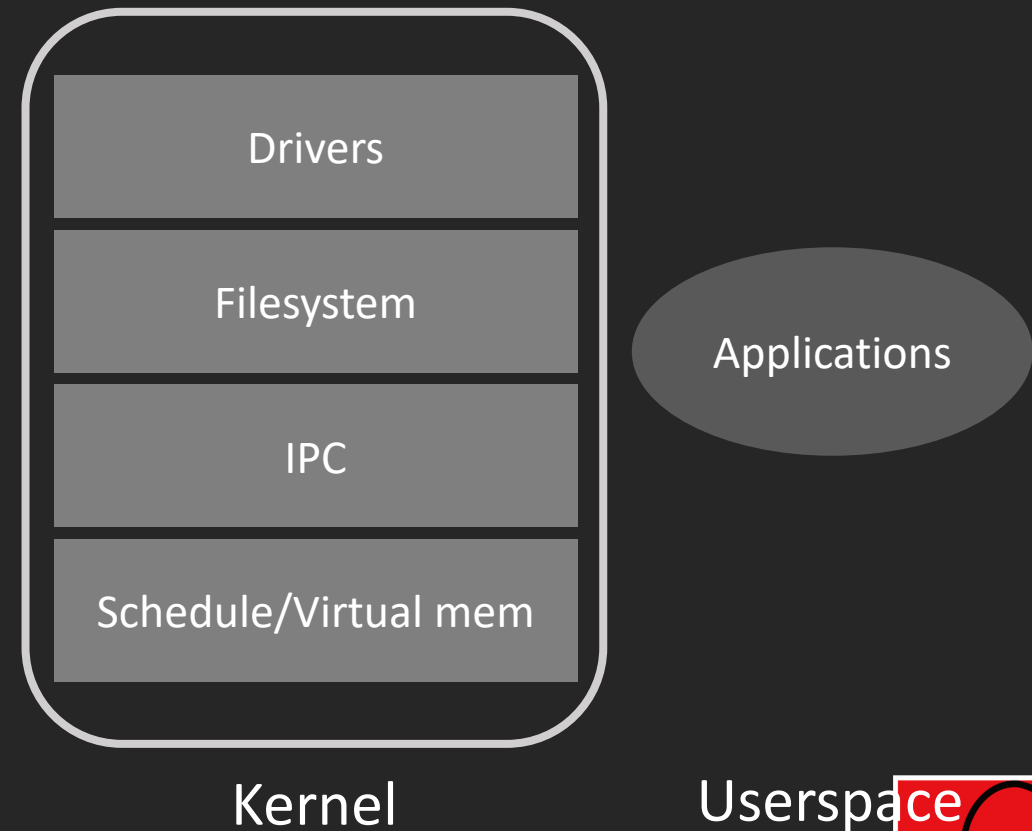 Drivers
Filesystem
Applications
IPC
Schedule/Virtual mem
Kernel
Userspace